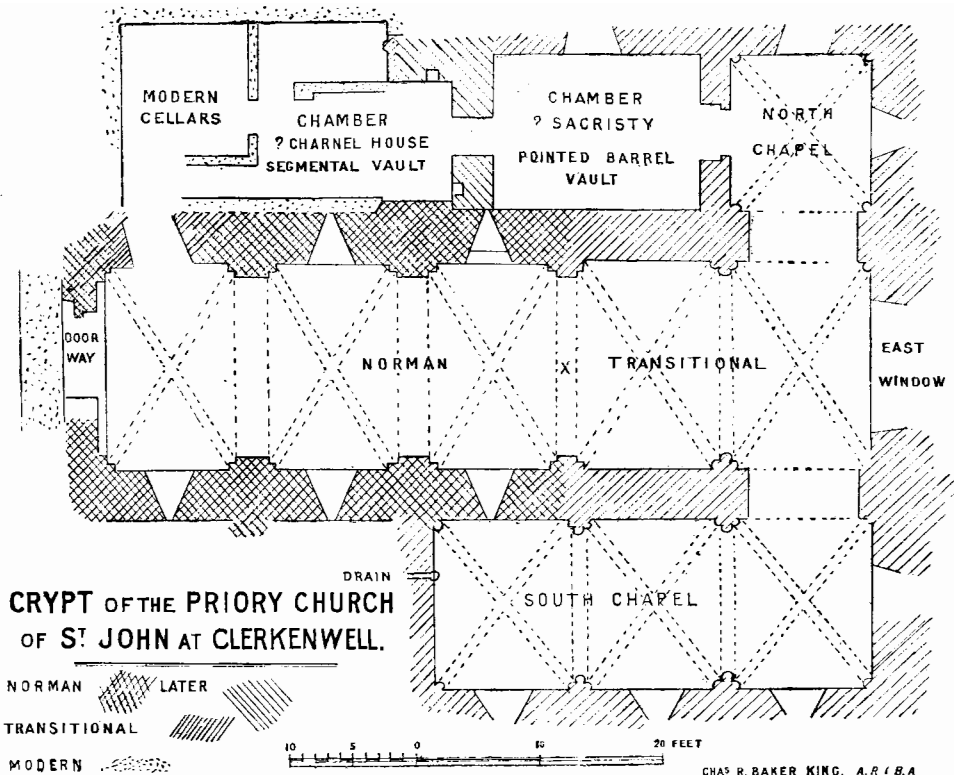 MODERN
CELLARS
CHAMBER
? CHARNEL HOUSE
SEGMENTAL VAULT
CHAMBER
? SACRISTY
POINTED BARREL
VAULT
NORTH
CHAPEL
DOOR
WAY
NORMAN
X
TRANSITIONAL
EAST
WINDOW
DRAIN
SOUTH CHAPEL
CRYPT OF THE PRIORY CHURCH
OF ST JOHN AT CLERKENWELL.
NORMAN LATER
TRANSITIONAL
MODERN
10 5 0 10 20 FEET
CHAS R. BAKER KING. A.R.I.B.A